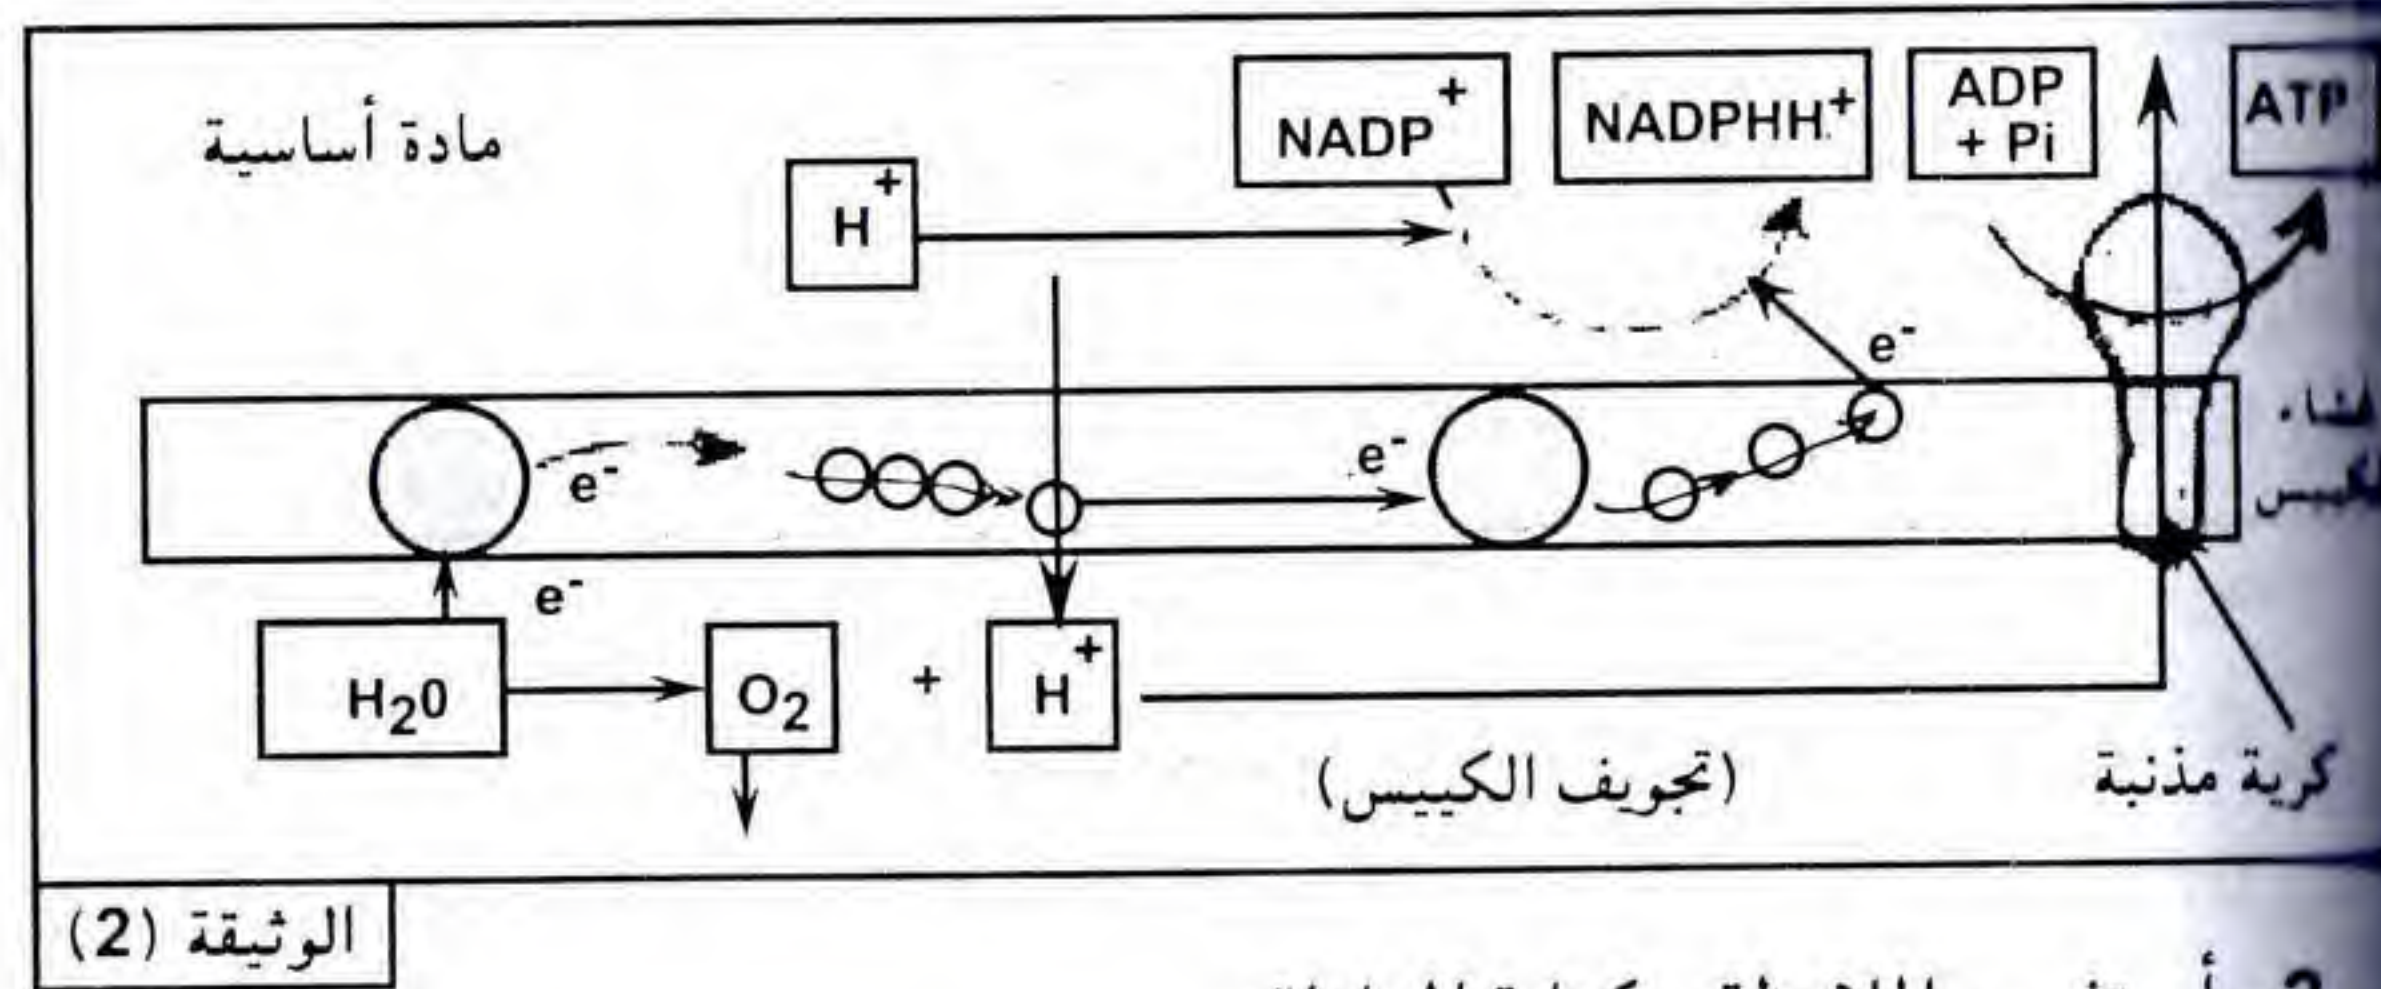 مادة أساسية
H+
NADP+
NADPHH+
ADP
+ Pi
ATP
e-
e-
e-
e-
H20
O2
+
H+
(تجويف الكييس)
كرية مذنبة
الوثيقة (2)